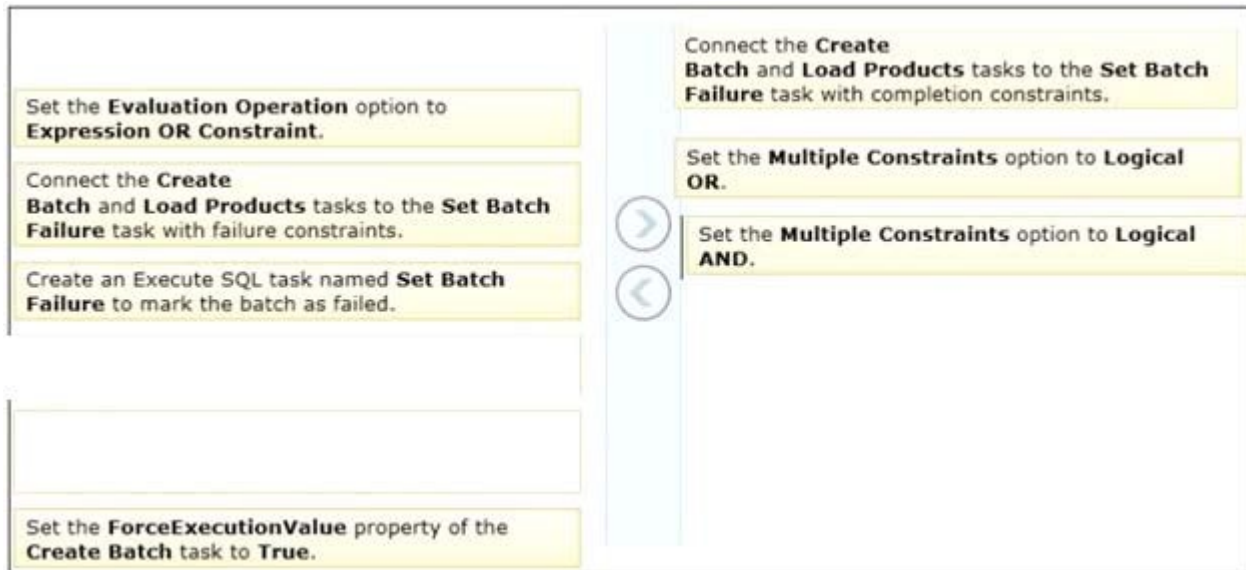 Set the Evaluation Operation option to
Expression OR Constraint.
Connect the Create
Batch and Load Products tasks to the Set Batch
Failure task with failure constraints.
Create an Execute SQL task named Set Batch
Failure to mark the batch as failed.
Set the ForceExecutionValue property of the
Create Batch task to True.
Connect the Create
Batch and Load Products tasks to the Set Batch
Failure task with completion constraints.
Set the Multiple Constraints option to Logical
OR.
Set the Multiple Constraints option to Logical
AND.